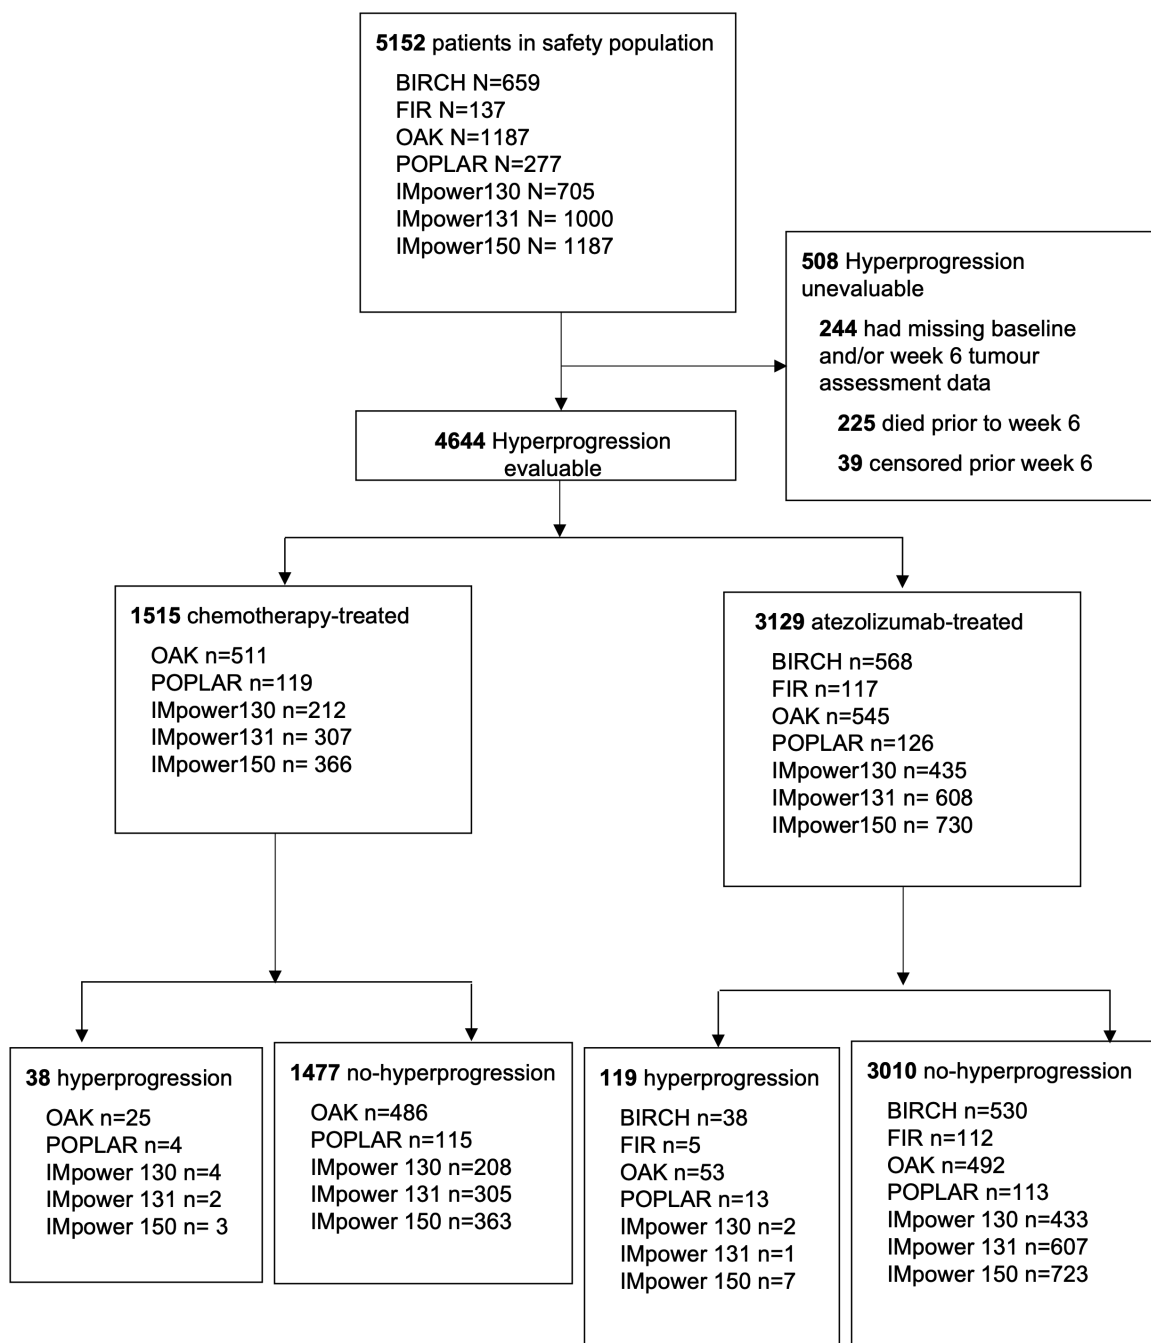 5152 patients in safety population
BIRCH N=659
FIR N=137
OAK N=1187
POPLAR N=277
IMpower130 N=705
IMpower131 N= 1000
IMpower150 N= 1187
508 Hyperprogression
unevaluable
244 had missing baseline
and/or week 6 tumour
assessment data
225 died prior to week 6
39 censored prior week 6
4644 Hyperprogression
evaluable
1515 chemotherapy-treated
OAK n=511
POPLAR n=119
IMpower130 n=212
IMpower131 n= 307
IMpower150 n= 366
3129 atezolizumab-treated
BIRCH n=568
FIR n=117
OAK n=545
POPLAR n=126
IMpower130 n=435
IMpower131 n= 608
IMpower150 n= 730
38 hyperprogression
OAK n=25
POPLAR n=4
IMpower 130 n=4
IMpower 131 n=2
IMpower 150 n= 3
1477 no-hyperprogression
OAK n=486
POPLAR n=115
IMpower 130 n=208
IMpower 131 n=305
IMpower 150 n=363
119 hyperprogression
BIRCH n=38
FIR n=5
OAK n=53
POPLAR n=13
IMpower 130 n=2
IMpower 131 n=1
IMpower 150 n=7
3010 no-hyperprogression
BIRCH n=530
FIR n=112
OAK n=492
POPLAR n=113
IMpower 130 n=433
IMpower 131 n=607
IMpower 150 n=723